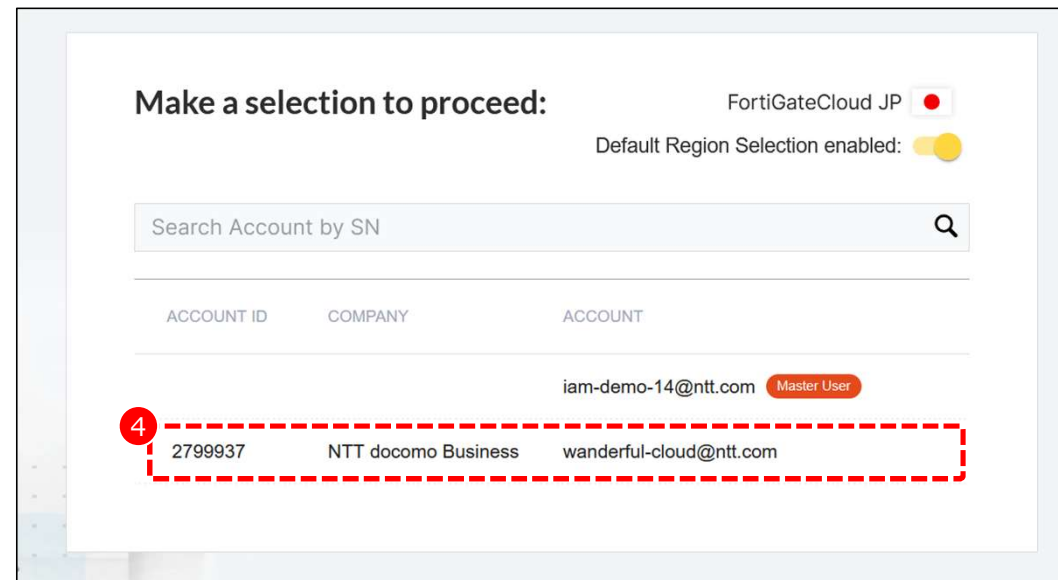 Make a selection to proceed:
FortiGateCloud JP
Default Region Selection enabled:
Search Account by SN
ACCOUNT ID COMPANY ACCOUNT
iam-demo-14@ntt.com Master User
4
2799937 NTT docomo Business wanderful-cloud@ntt.com